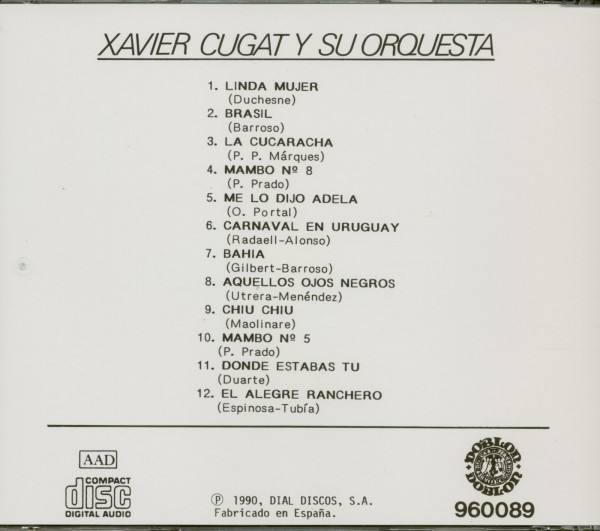 XAVIER CUGAT Y SU ORQUESTA
1. LINDA MUJER
(Duchesne)
2. BRASIL
(Barroso)
3. LA CUCARACHA
(P. P. Márques)
4. MAMBO Nº 8
(P. Prado)
5. ME LO DIJO ADELA
(O. Portal)
6. CARNAVAL EN URUGUAY
(Radaell-Alonso)
7. BAHIA
(Gilbert-Barroso)
8. AQUELLOS OJOS NEGROS
(Utrera-Menéndez)
9. CHIU CHIU
(Maolinare)
10. MAMBO Nº 5
(P. Prado)
11. DONDE ESTABAS TU
(Duarte)
12. EL ALEGRE RANCHERO
(Espinosa-Tubía)
AAD
COMPACT
disc
DIGITAL AUDIO
Ⓟ 1990, DIAL DISCOS, S.A.
Fabricado en España.
DOBLON
DOBLON
960089